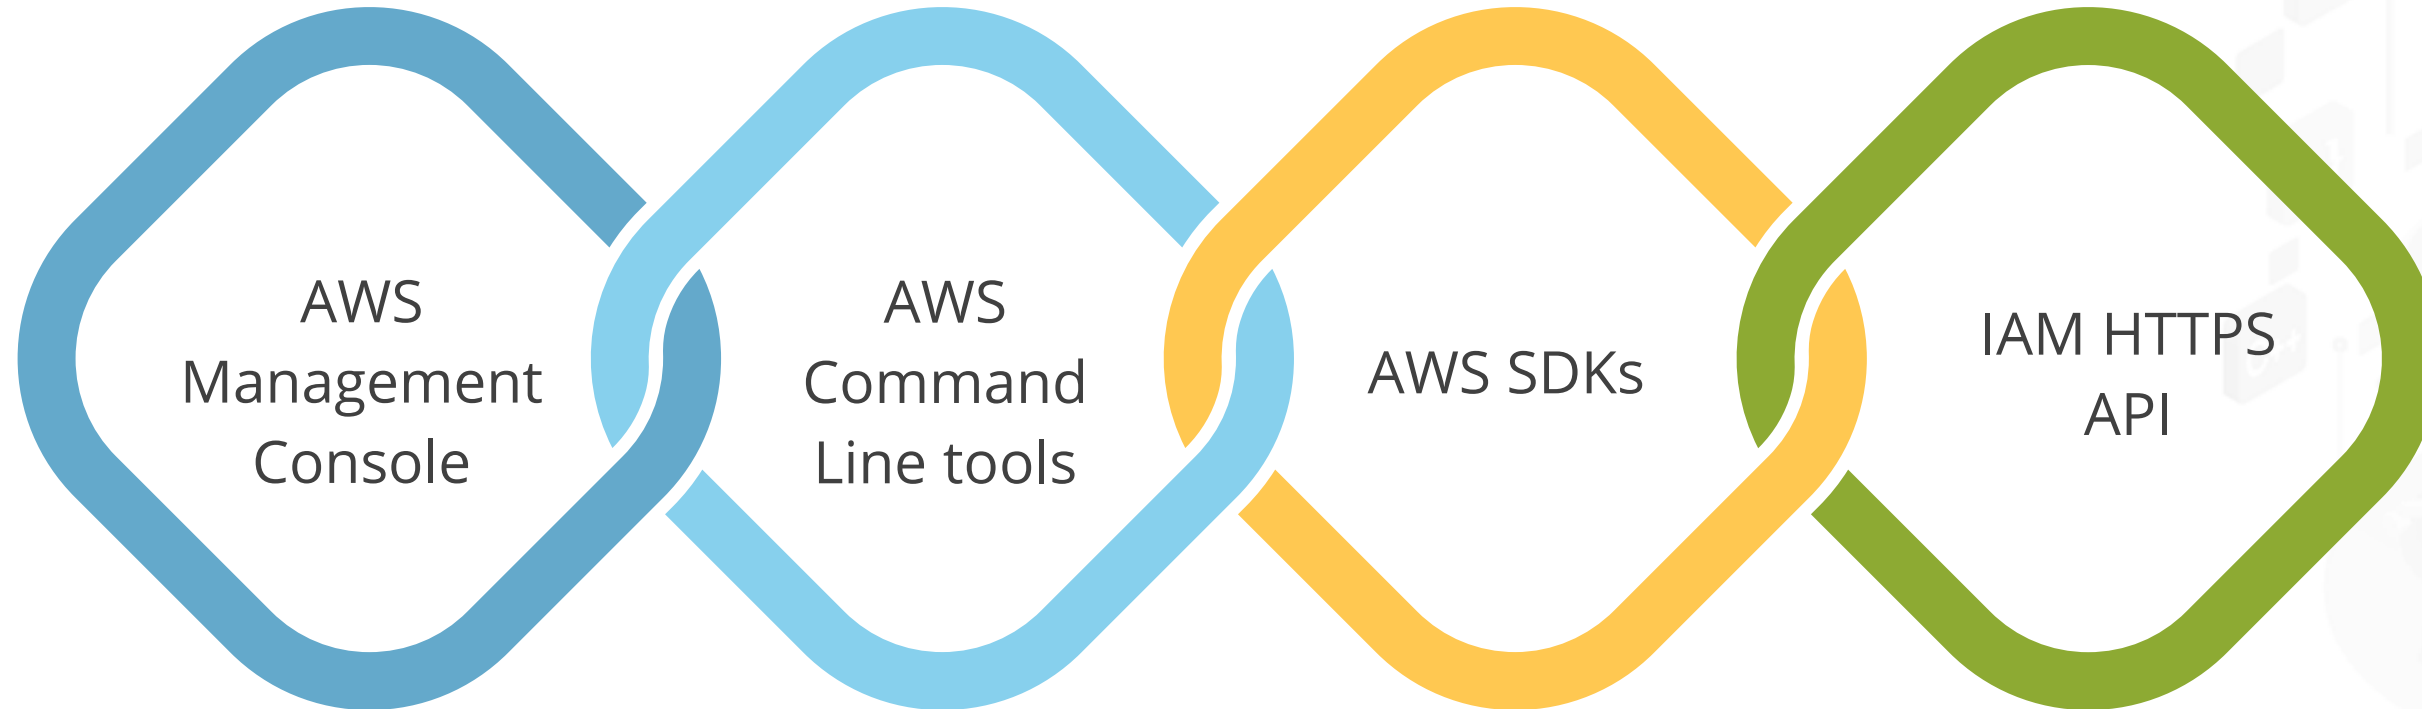 AWS
Management
Console
AWS
Command
Line tools
AWS SDKs
IAM HTTPS
API